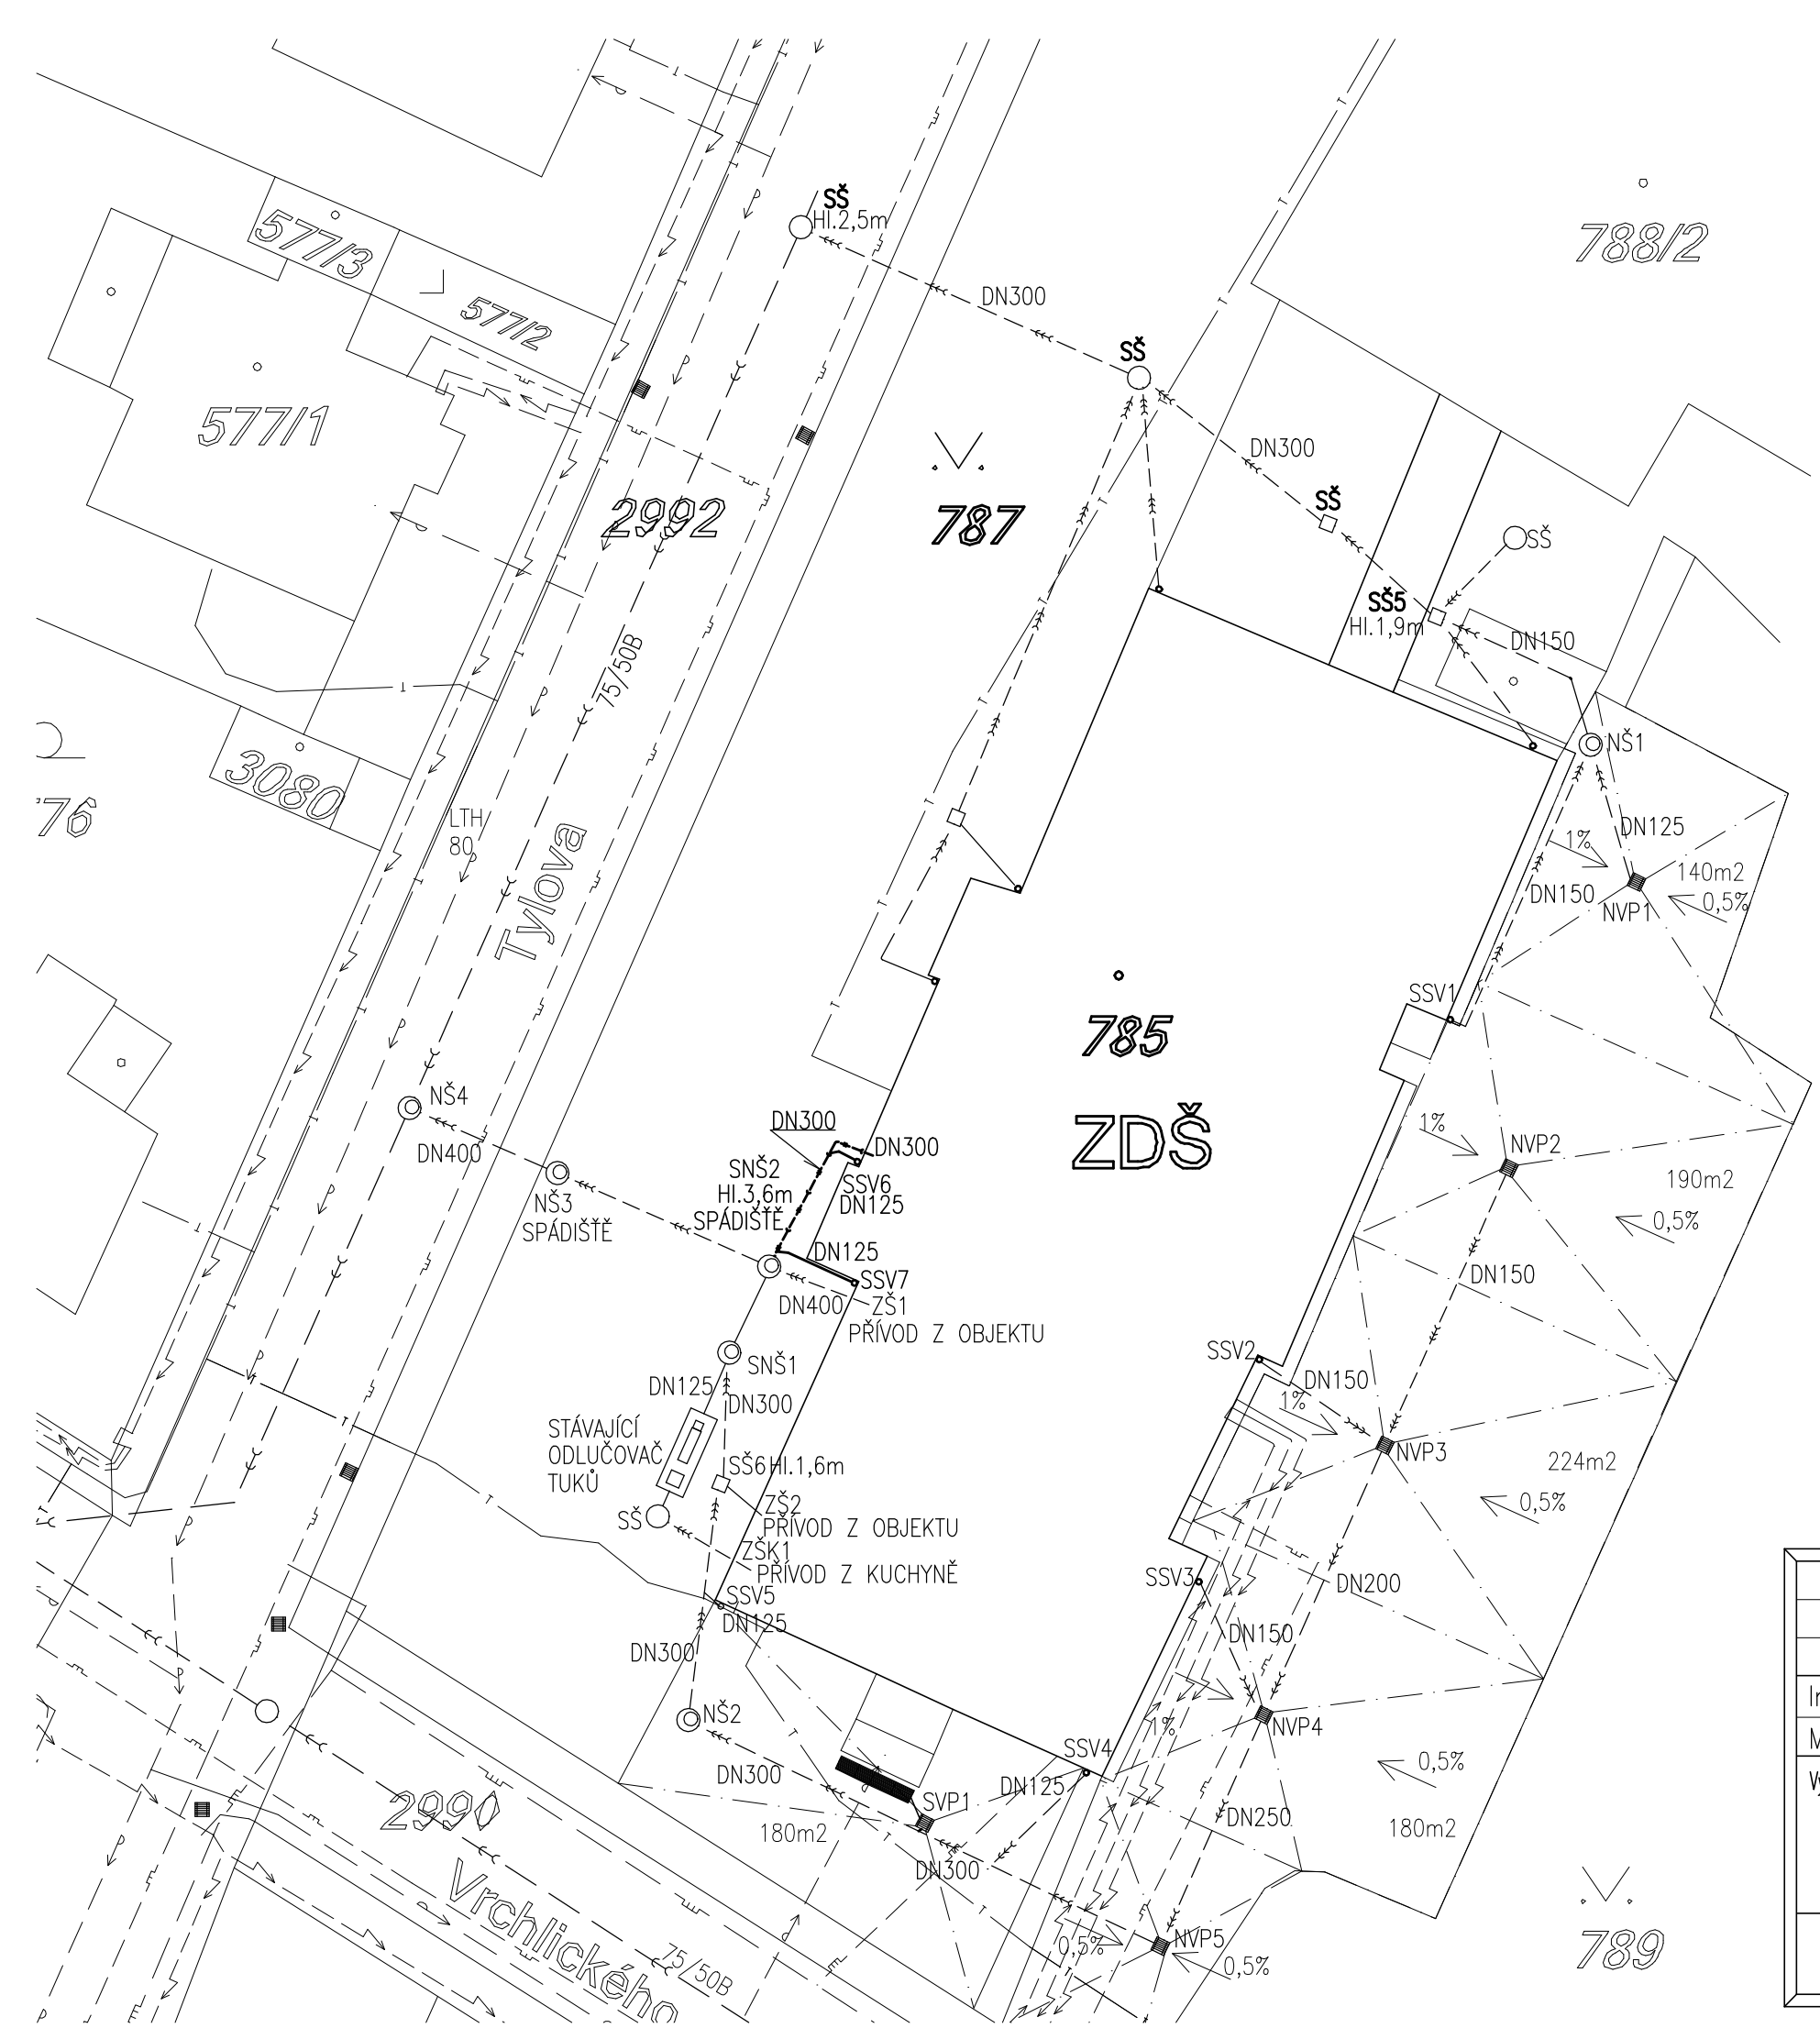 SŠ
Hl.2,5m
577/3
577/2
788/2
DN300
SŠ
577/1
DN300
2992
787
SŠ
SŠ
SŠ5
Hl.1,9m
DN150
75/50B
NŠ1
3080
LTH
80
Tylova
DN125
1%
140m2
DN150
NVP1
0,5%
SSV1
785
NŠ4
DN400
DN300
DN300
ZDŠ
1%
NVP2
SNŠ2
Hl.3,6m
SPÁDIŠTĚ
SSV6
DN125
190m2
NŠ3
SPÁDIŠTĚ
0,5%
DN125
SSV7
DN150
DN400
ZŠ1
PŘÍVOD Z OBJEKTU
SNŠ1
SSV2
DN150
DN125
DN300
1%
STÁVAJÍCÍ
ODLUČOVAČ
TUKŮ
NVP3
224m2
SŠ6 Hl.1,6m
0,5%
ZŠ2
PŘÍVOD Z OBJEKTU
SŠ
ZŠK1
PŘÍVOD Z KUCHYNĚ
SSV3
DN200
SSV5
DN125
DN150
DN300
NŠ2
1%
NVP4
SSV4
DN300
DN125
0,5%
SVP1
2990
180m2
DN250
180m2
DN300
Vrchlického
75/50B
NVP5
0,5%
0,5%
789